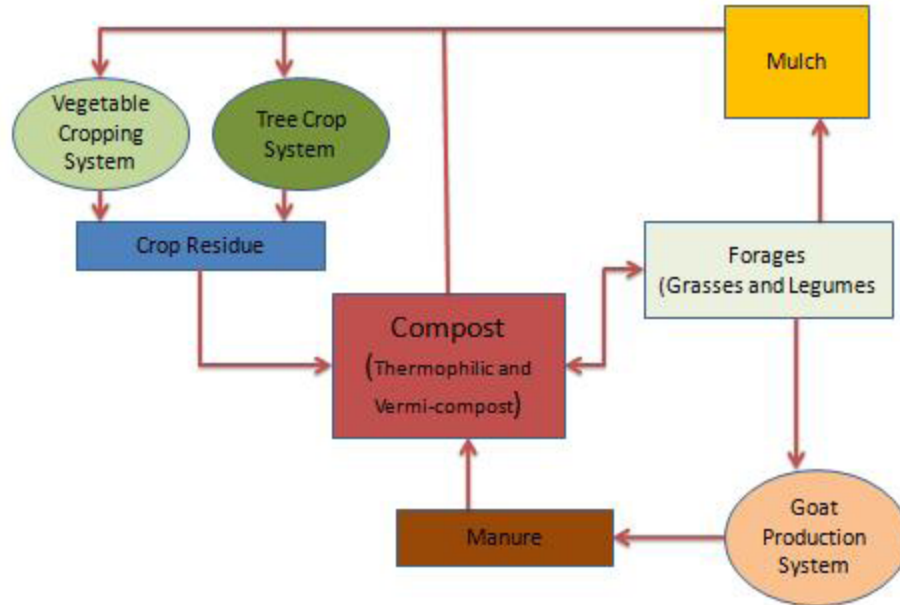 Mulch
Vegetable
Cropping
System
Tree Crop
System
Crop Residue
Forages
(Grasses and Legumes
Compost
(Thermophilic and
Vermi-compost)
Goat
Production
System
Manure